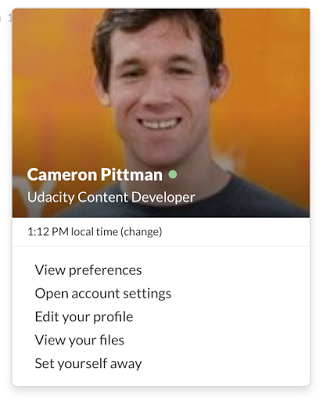 Cameron Pittman
Udacity Content Developer
1:12 PM local time (change)
View preferences
Open account settings
Edit your profile
View your files
Set yourself away